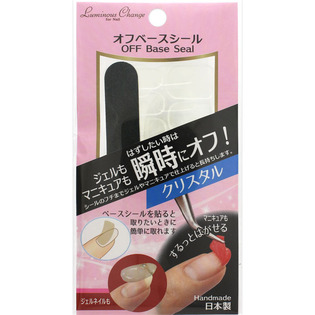 Luminous Change
for Nail
オフベースシール
OFF Base Seal
はずしたい時は
ジェルも
マニキュアも
瞬時にオフ!
シールのフチまでジェルやマニキュアで仕上げると長持ちします。
クリスタル
ベースシールを貼ると
取りたいときに
簡単に取れます
マニキュアも
するっとはがせる
ジェルネイルも
Handmade
日本製